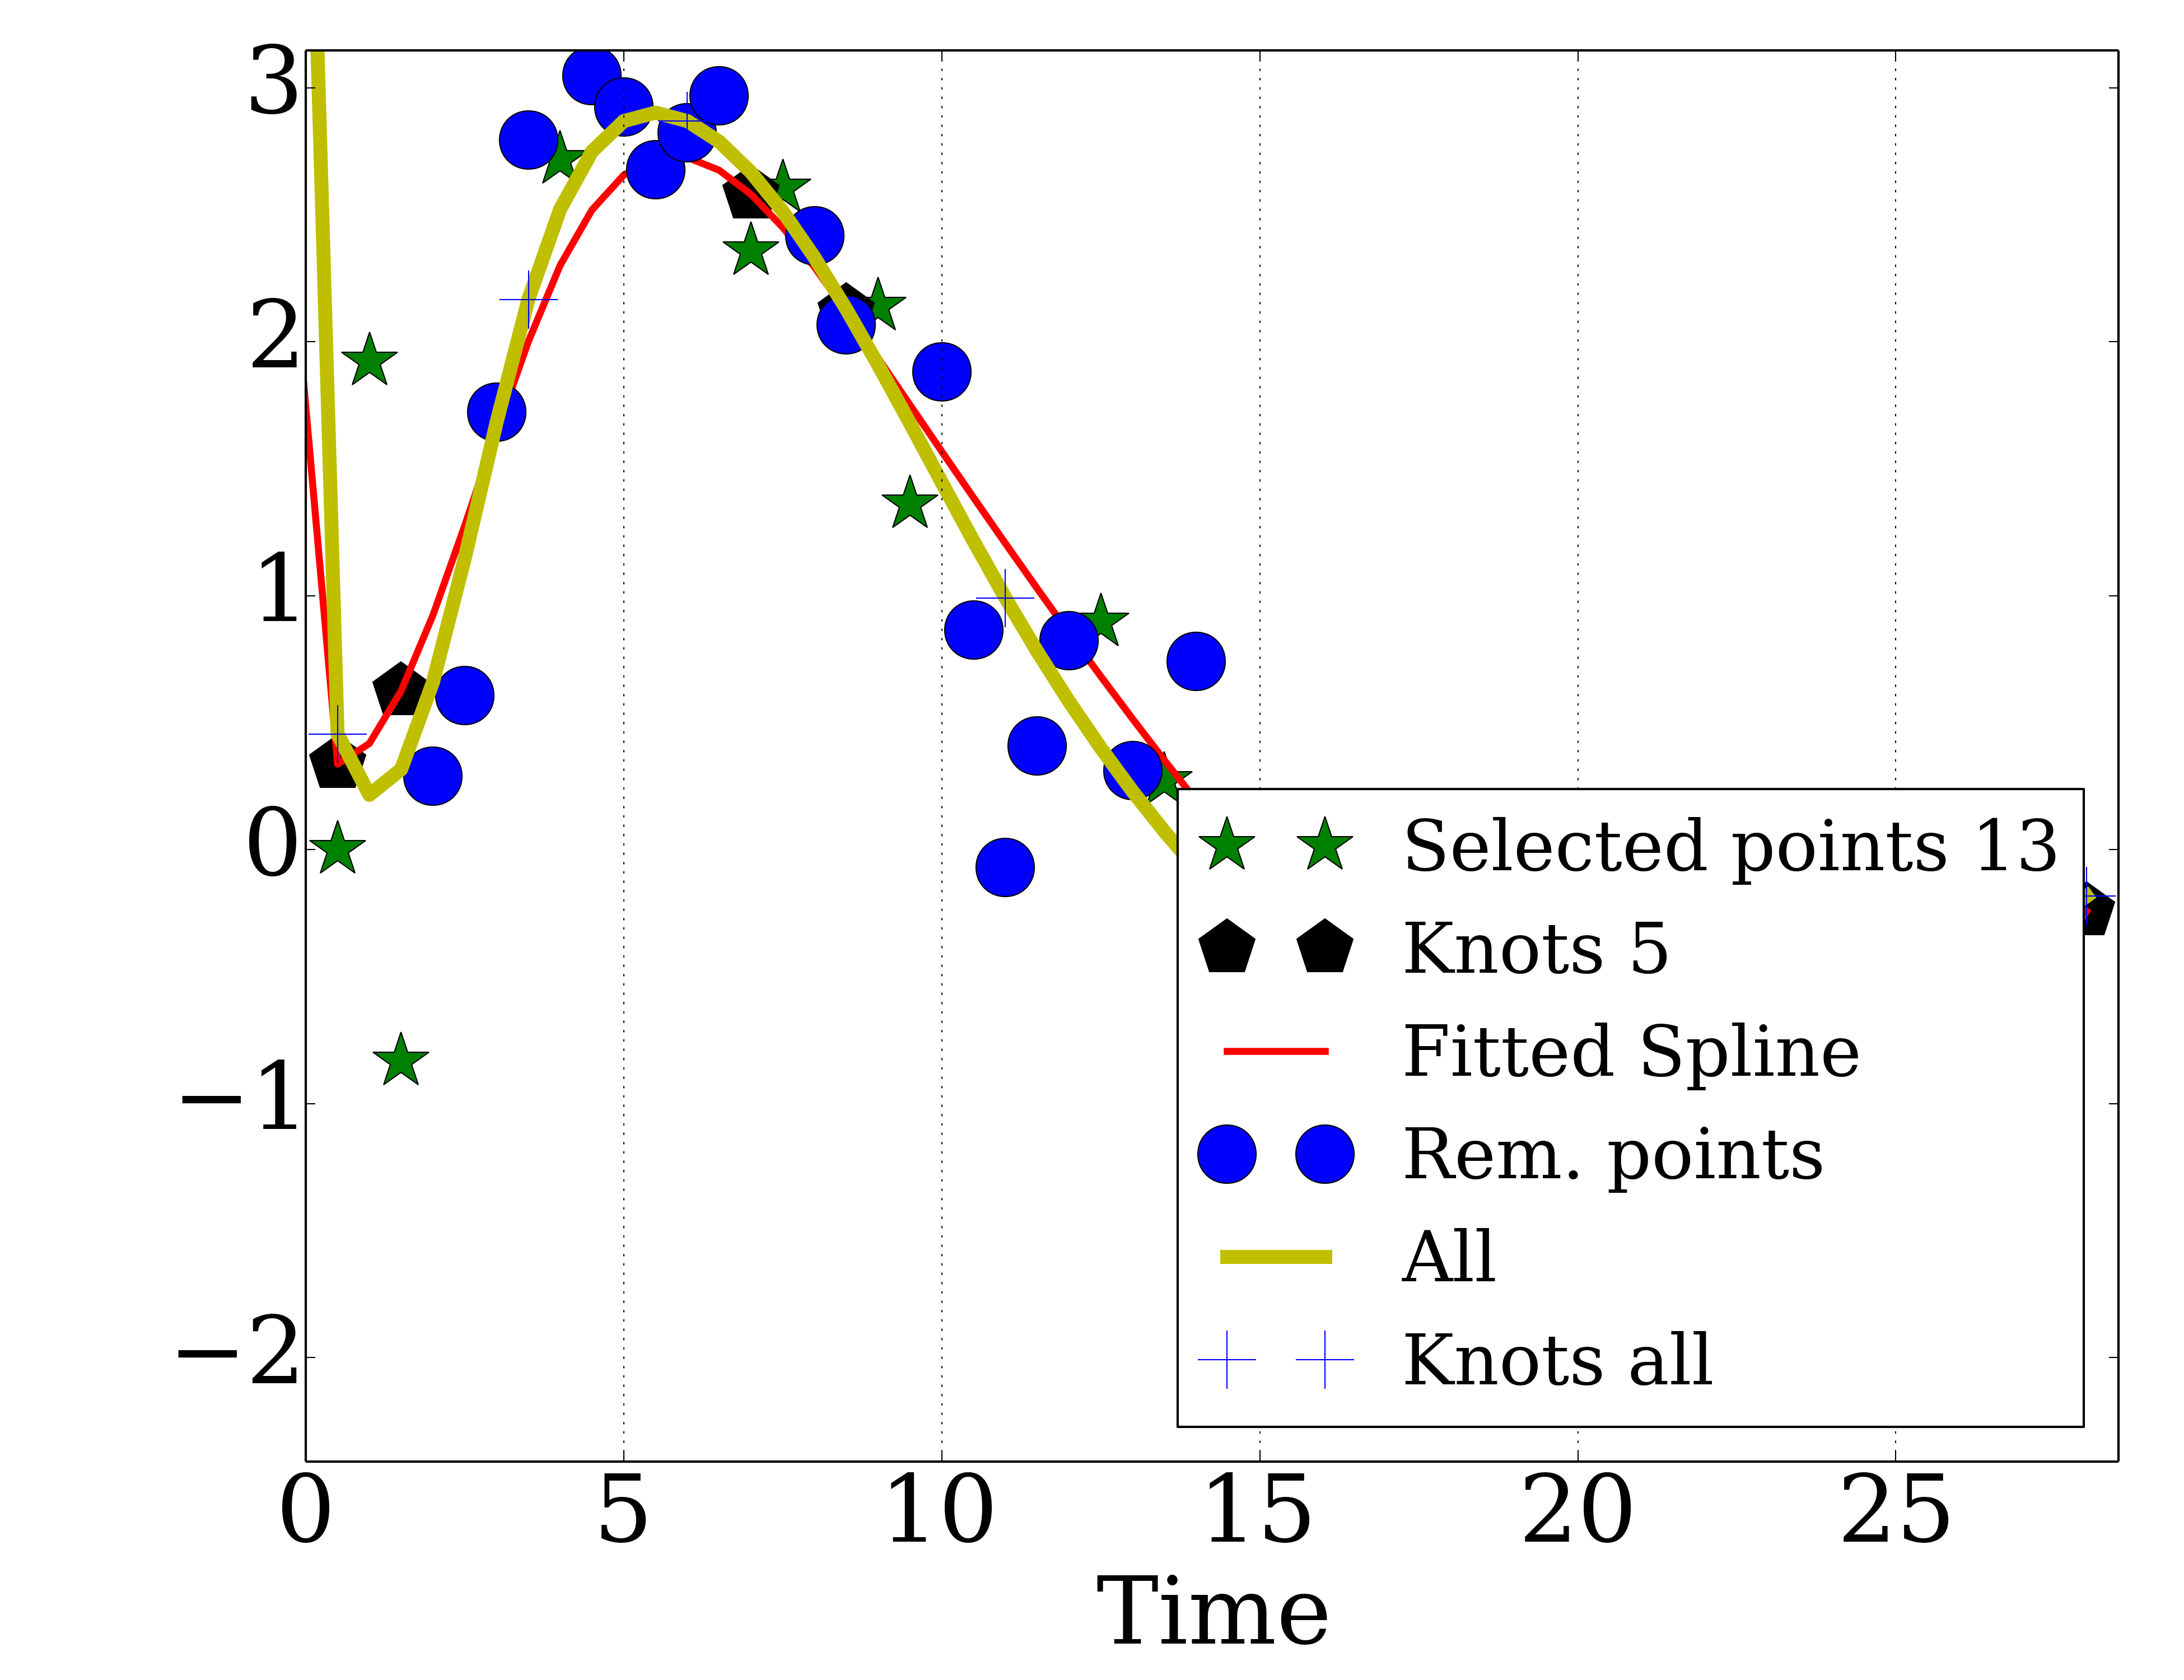 3
2
1
0
−1
−2
Selected points 13
Knots 5
Fitted Spline
Rem. points
All
Knots all
0 5 10 15 20 25
Time